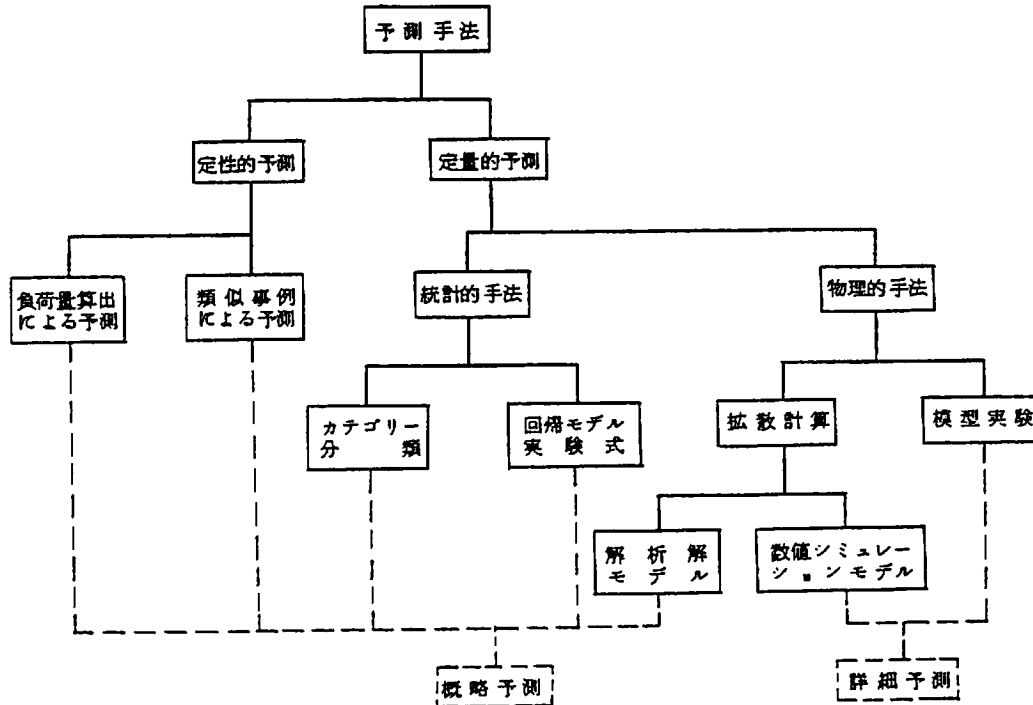 予測手法
定性的予測
定量的予測
負荷量算出
による予測
類似事例
による予測
統計的手法
物理的手法
カテゴリー
分類
回帰モデル
実験式
拡散計算
模型実験
解析解
モデル
数値シミュレー
ションモデル
概略予測
詳細予測